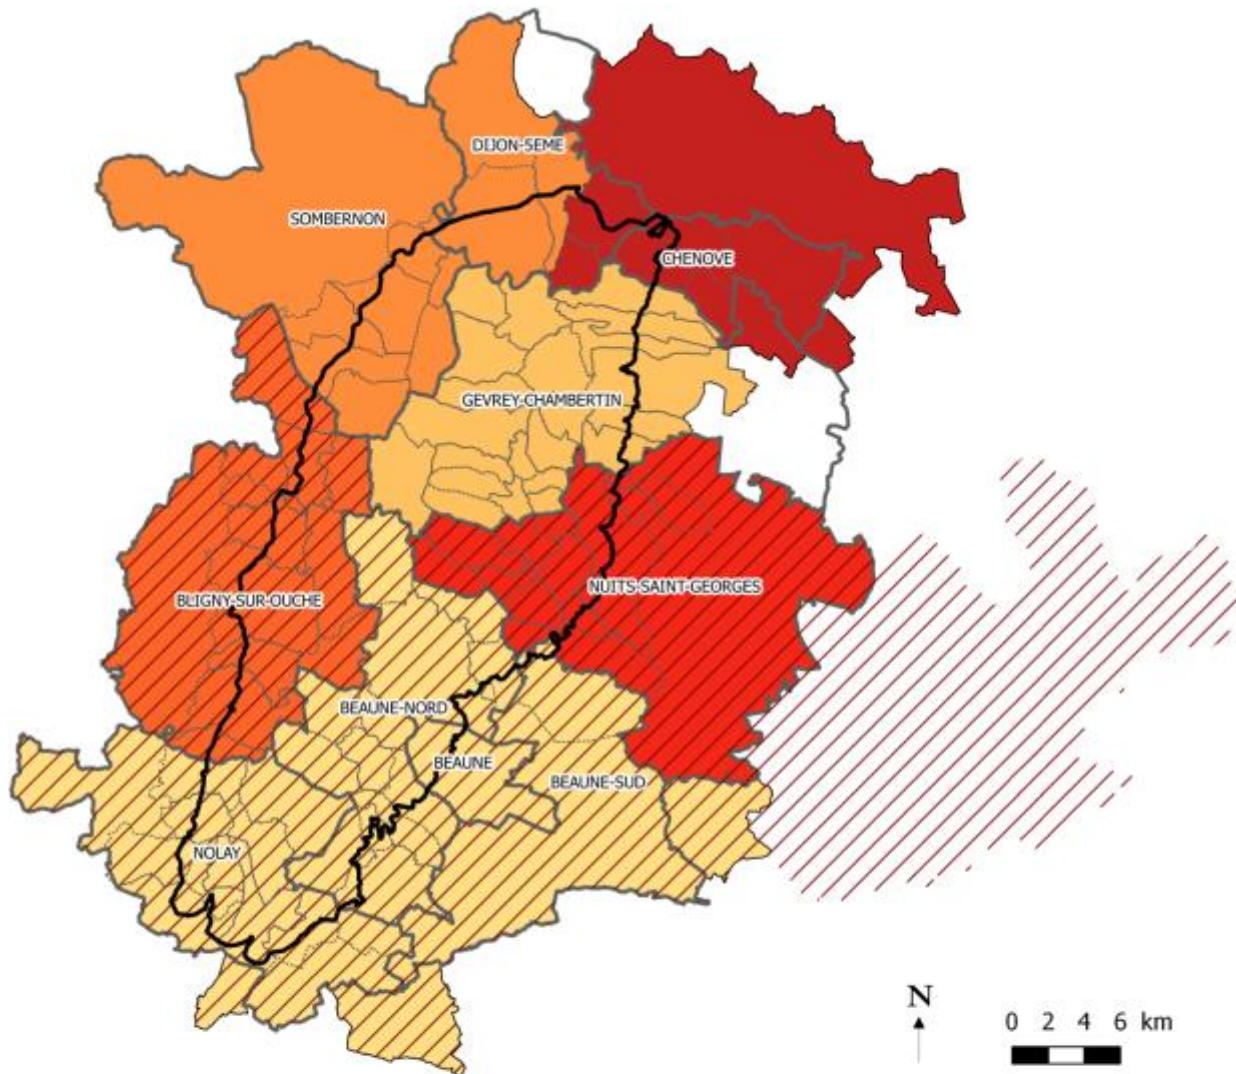 DIJON-5EME
SOMBERNON
CHENOVE
GEVREY-CHAMBERTIN
NUITS-SAINT-GEORGES
BLIGNY-SUR-OUCHE
BEAUNE-NORD
BEAUNE
BEAUNE-SUD
NOLAY
N
0 2 4 6 km